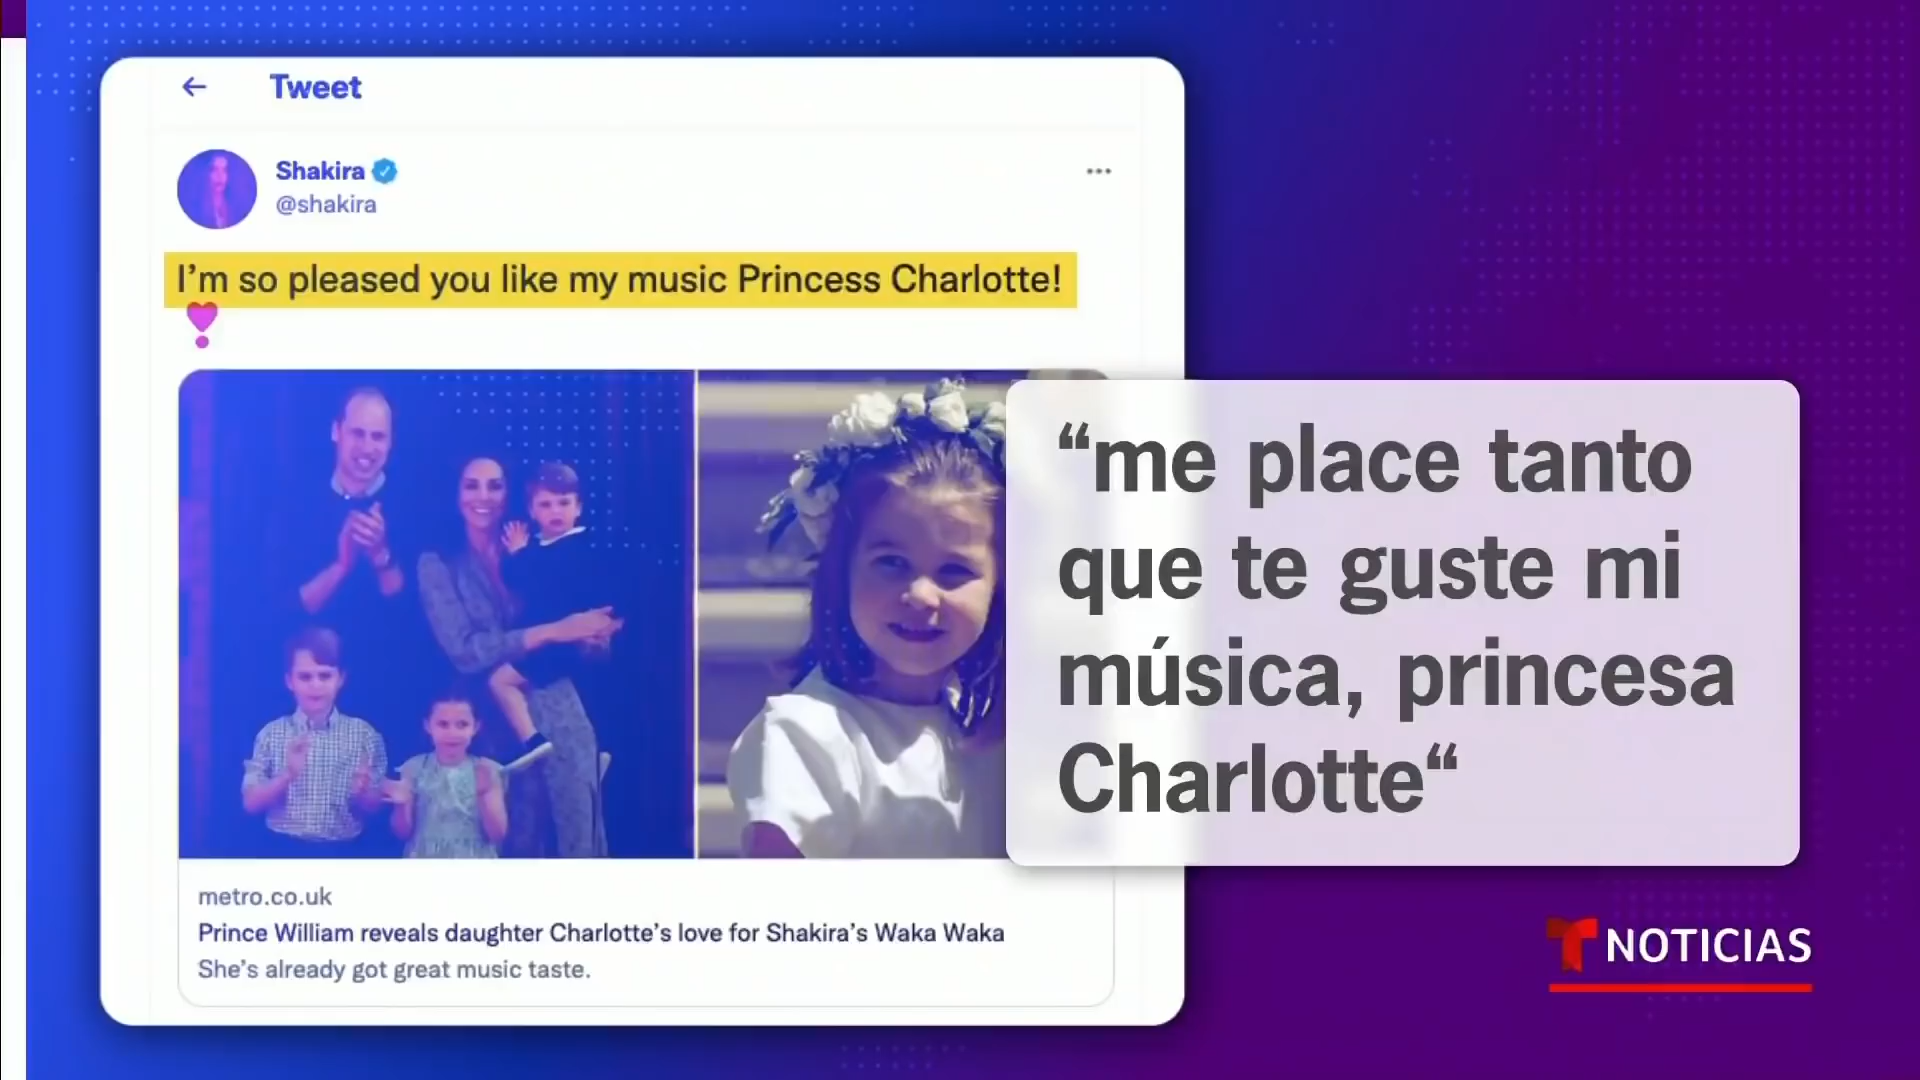 Tweet
Shakira
@shakira
I'm so pleased you like my music Princess Charlotte!
“me place tanto
que te guste mi
música, princesa
Charlotte“
metro.co.uk
Prince William reveals daughter Charlotte's love for Shakira's Waka Waka
She's already got great music taste.
NOTICIAS